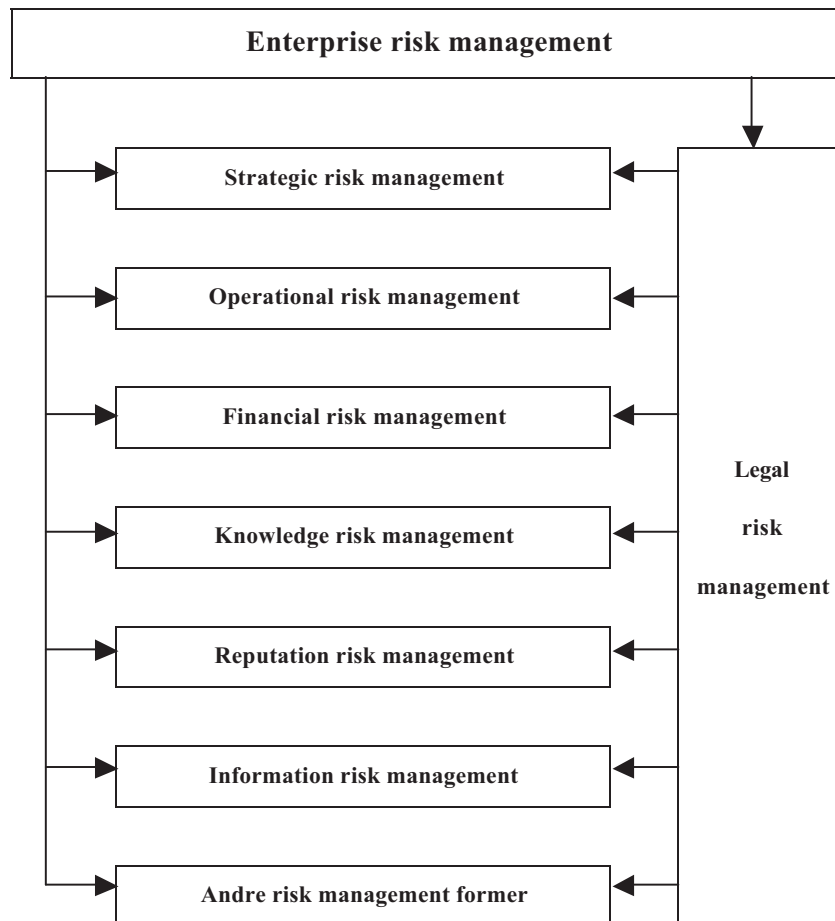 Enterprise risk management
Strategic risk management
Operational risk management
Financial risk management
Knowledge risk management
Reputation risk management
Information risk management
Andre risk management former
Legal
risk
management